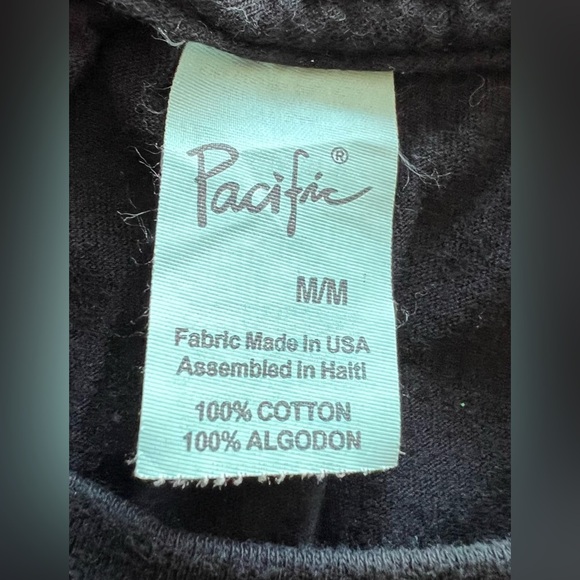 Pacific®
M/M
Fabric Made in USA
Assembled in Haiti
100% COTTON
100% ALGODON